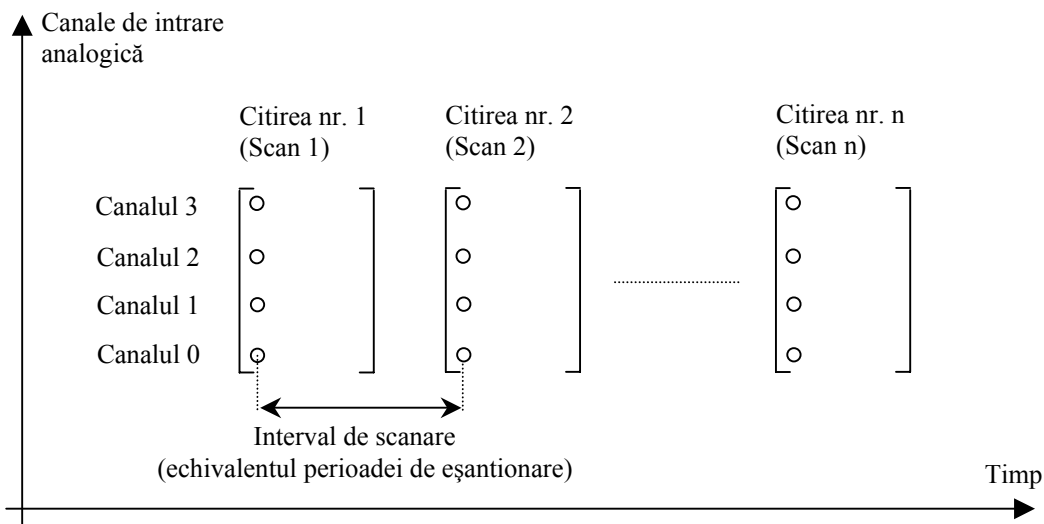 Canale de intrare
analogică
Citirea nr. 1
(Scan 1)
Citirea nr. 2
(Scan 2)
Citirea nr. n
(Scan n)
Canalul 3
Canalul 2
Canalul 1
Canalul 0
Interval de scanare
(echivalentul perioadei de eşantionare)
Timp